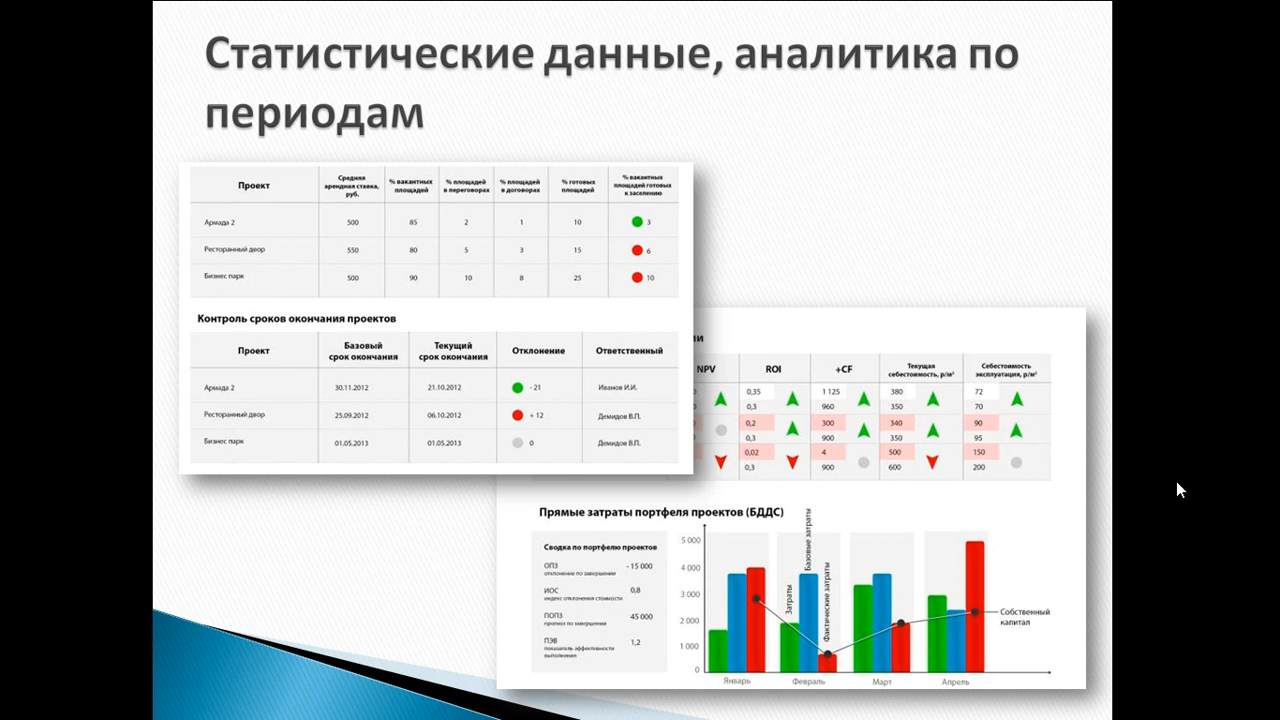 Статистические данные, аналитика по
периодам
Проект
Средняя
арендная ставка,
руб.
% вакантных
площадей
% площадей
в переговорах
% площадей
в договорах
% готовых
площадей
% вакантных
площадей готовых
к заселению
Армада 2 500 85 2 1 10 3
Ресторанный двор 550 80 5 3 15 6
Бизнес парк 500 90 10 8 25 10
Контроль сроков окончания проектов
Проект
Базовый
срок окончания
Текущий
срок окончания
Отклонение
Ответственный
Армада 2 30.11.2012 21.10.2012 - 21 Иванов И.И.
Ресторанный двор 25.09.2012 06.10.2012 + 12 Демидов В.П.
Бизнес парк 01.05.2013 01.05.2013 0 Демидов В.П.
NPV
ROI
+CF
Текущая
себестоимость, р/м²
Себестоимость
эксплуатация, р/м²
0,35 1 125 380 72
0,3 960 350 70
0,2 300 340 90
0,3 900 350 95
0,02 4 500 150
0,3 900 600 200
Прямые затраты портфеля проектов (БДДС)
Сводка по портфелю проектов
ОПЗ - 15 000
отклонение по завершении
ИОС 0,8
индекс отклонения стоимости
ПОПЗ 45 000
прогноз по завершении
ПЭВ 1,2
показатель эффективности
выполнения
5 000
4 000
3 000
2 000
1 000
0
Затраты
Базовые затраты
Фактические затраты
Собственный
капитал
Январь Февраль Март Апрель